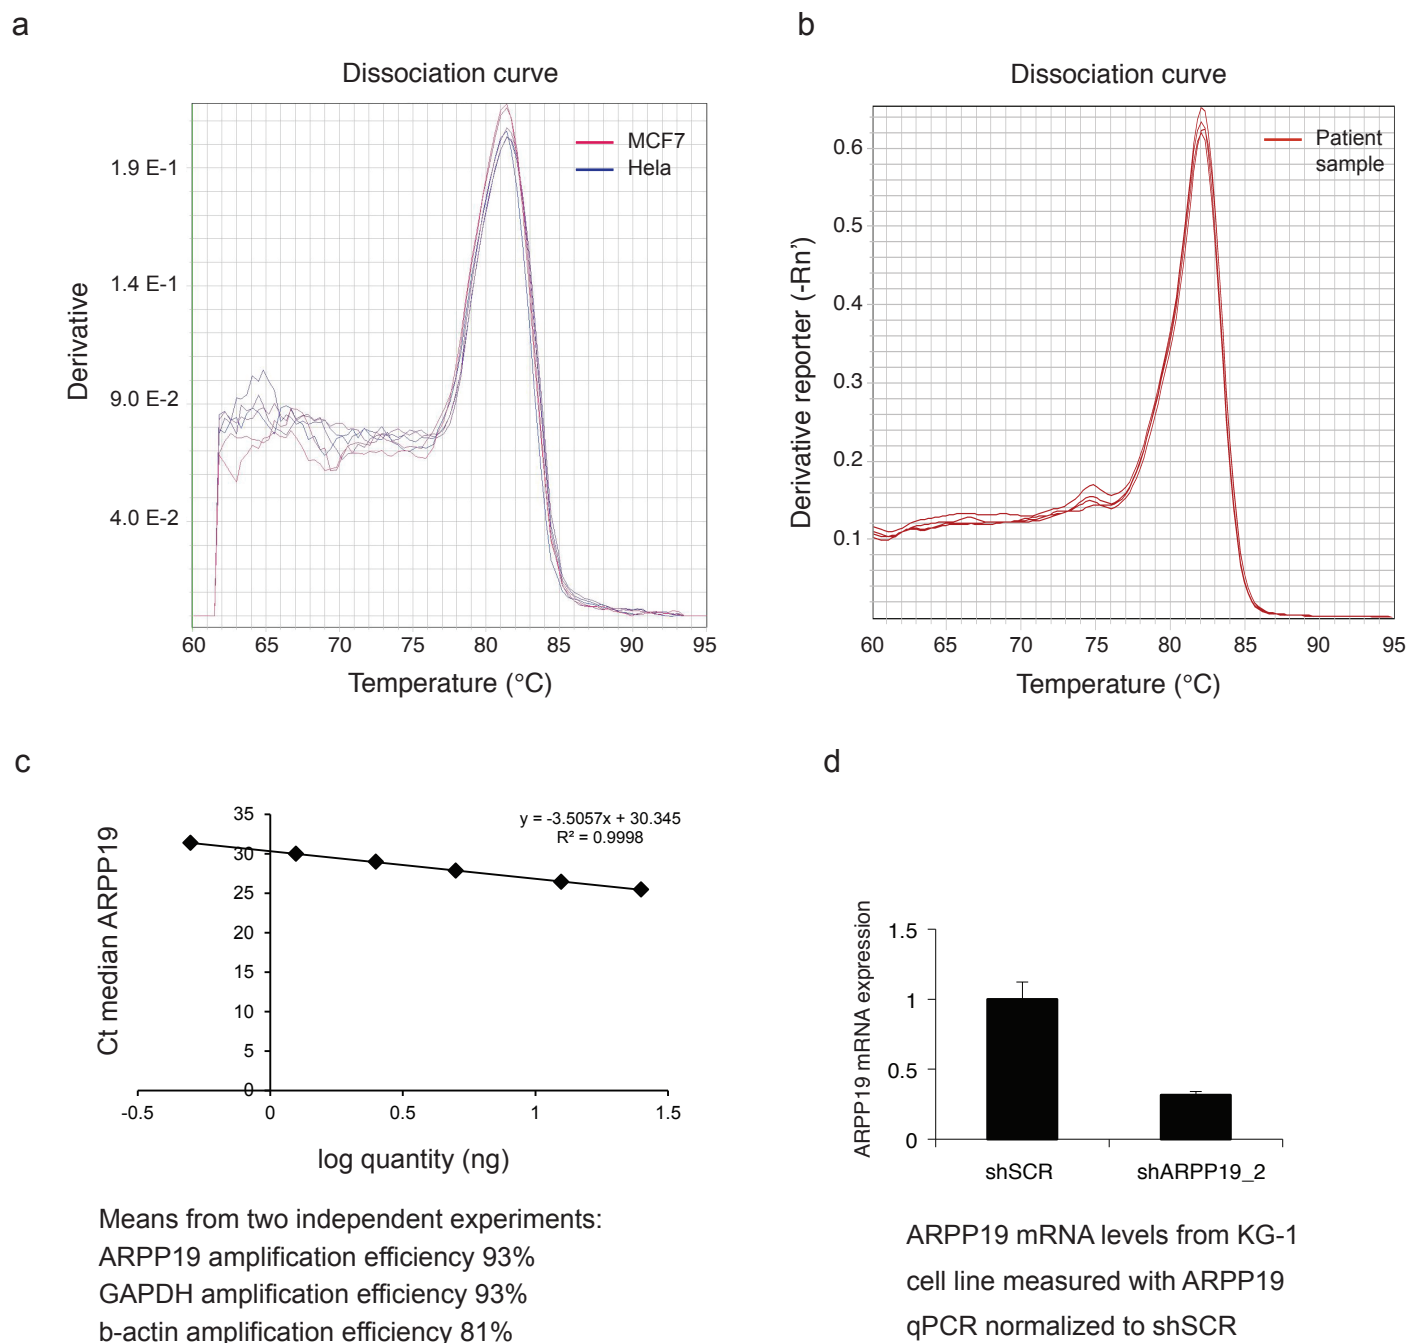 a
Dissociation curve
MCF7
Hela
1.9 E-1
1.4 E-1
9.0 E-2
4.0 E-2
Derivative
60 65 70 75 80 85 90 95
Temperature (°C)
b
Dissociation curve
Patient
sample
0.6
0.5
0.4
0.3
0.2
0.1
Derivative reporter (-Rn')
60 65 70 75 80 85 90 95
Temperature (°C)
c
35
30
25
20
15
10
5
0
y = -3.5057x + 30.345
R² = 0.9998
Ct median ARPP19
-0.5 0 0.5 1 1.5
log quantity (ng)
Means from two independent experiments:
ARPP19 amplification efficiency 93%
GAPDH amplification efficiency 93%
b-actin amplification efficiency 81%
d
1.5
1
0.5
0
ARPP19 mRNA expression
shSCR shARPP19_2
ARPP19 mRNA levels from KG-1
cell line measured with ARPP19
qPCR normalized to shSCR